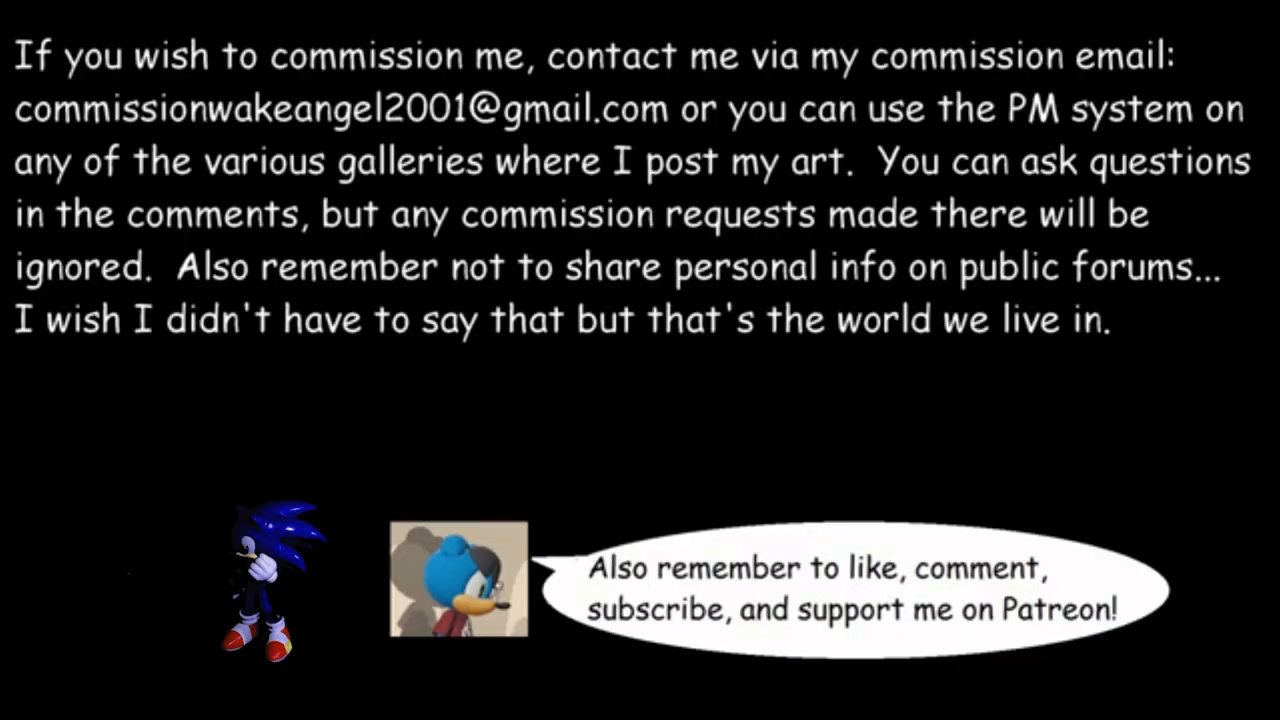 If you wish to commission me, contact me via my commission email:
commissionwakeangel2001@gmail.com or you can use the PM system on
any of the various galleries where I post my art.  You can ask questions
in the comments, but any commission requests made there will be
ignored.  Also remember not to share personal info on public forums...
I wish I didn't have to say that but that's the world we live in.
Also remember to like, comment,
subscribe, and support me on Patreon!